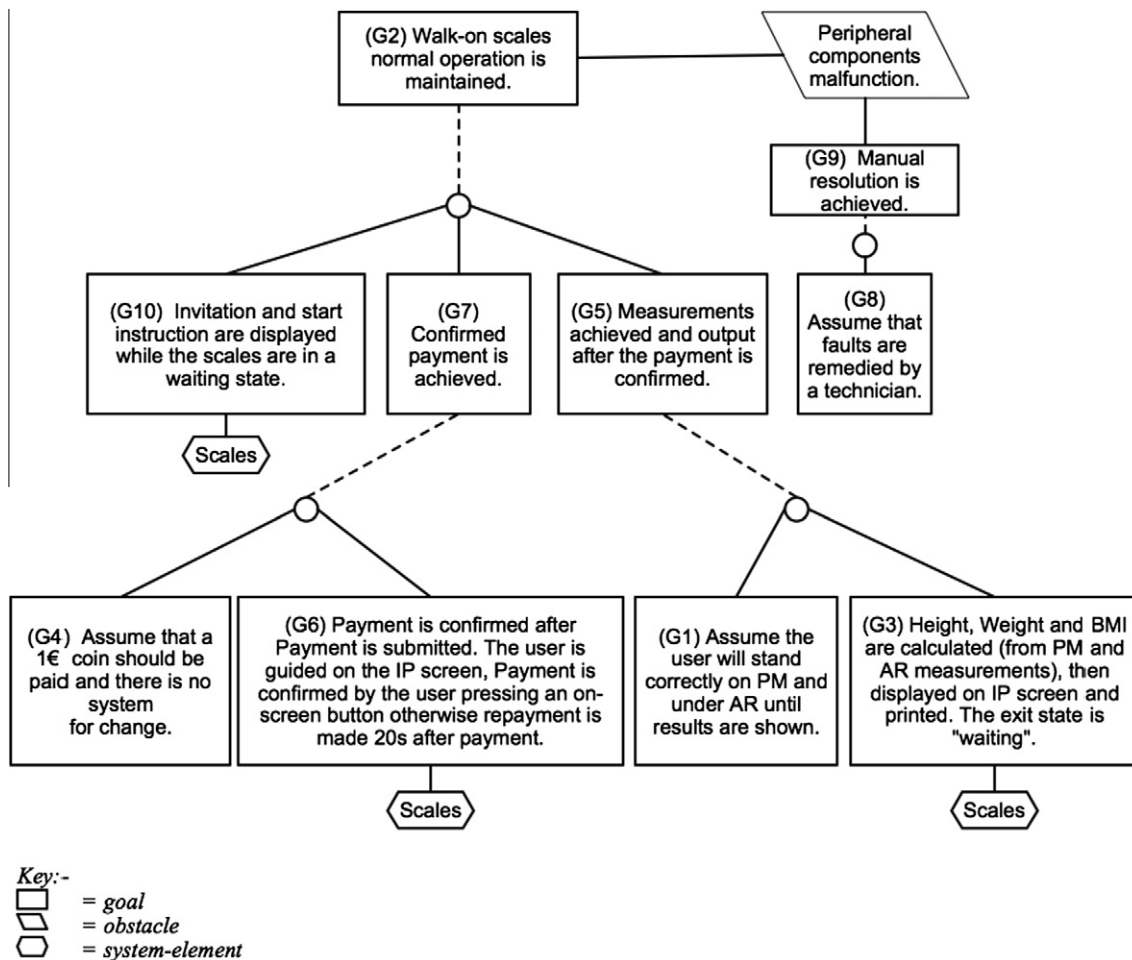 (G2) Walk-on scales
normal operation is
maintained.
Peripheral
components
malfunction.
(G9) Manual
resolution is
achieved.
(G10) Invitation and start
instruction are displayed
while the scales are in a
waiting state.
(G7)
Confirmed
payment is
achieved.
(G5) Measurements
achieved and output
after the payment is
confirmed.
(G8)
Assume that
faults are
remedied by
a technician.
Scales
(G4) Assume that a
1€ coin should be
paid and there is no
system
for change.
(G6) Payment is confirmed after
Payment is submitted. The user is
guided on the IP screen, Payment is
confirmed by the user pressing an on-
screen button otherwise repayment is
made 20s after payment.
(G1) Assume the
user will stand
correctly on PM and
under AR until
results are shown.
(G3) Height, Weight and BMI
are calculated (from PM and
AR measurements), then
displayed on IP screen and
printed. The exit state is
"waiting".
Scales
Scales
Key:-
= goal
= obstacle
= system-element